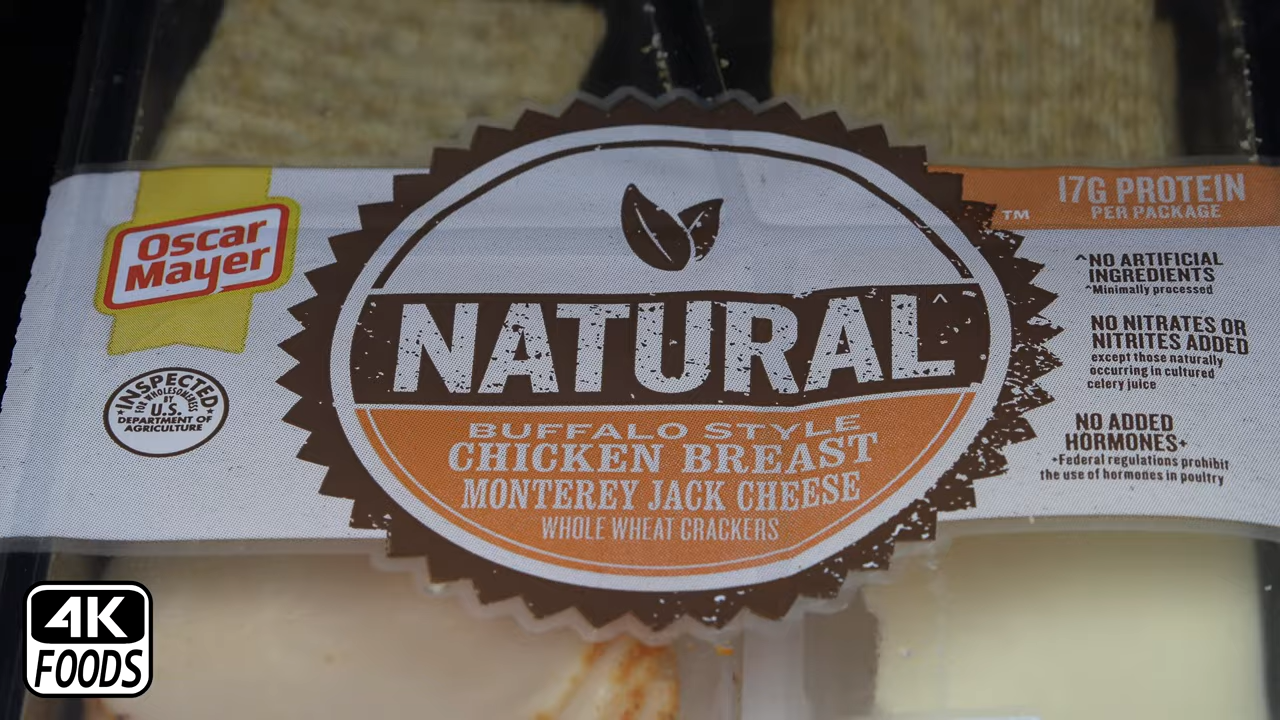 Oscar
Mayer
INSPECTED
FOR WHOLESOMENESS
BY
U.S.
DEPARTMENT OF
AGRICULTURE
NATURAL^
BUFFALO STYLE
CHICKEN BREAST
MONTEREY JACK CHEESE
WHOLE WHEAT CRACKERS
TM
17G PROTEIN
PER PACKAGE
^NO ARTIFICIAL
INGREDIENTS
^Minimally processed
NO NITRATES OR
NITRITES ADDED
except those naturally
occurring in cultured
celery juice
NO ADDED
HORMONES+
+Federal regulations prohibit
the use of hormones in poultry
4K
FOODS